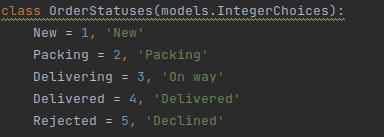 class OrderStatuses(models.IntegerChoices):
    New = 1, 'New'
    Packing = 2, 'Packing'
    Delivering = 3, 'On way'
    Delivered = 4, 'Delivered'
    Rejected = 5, 'Declined'